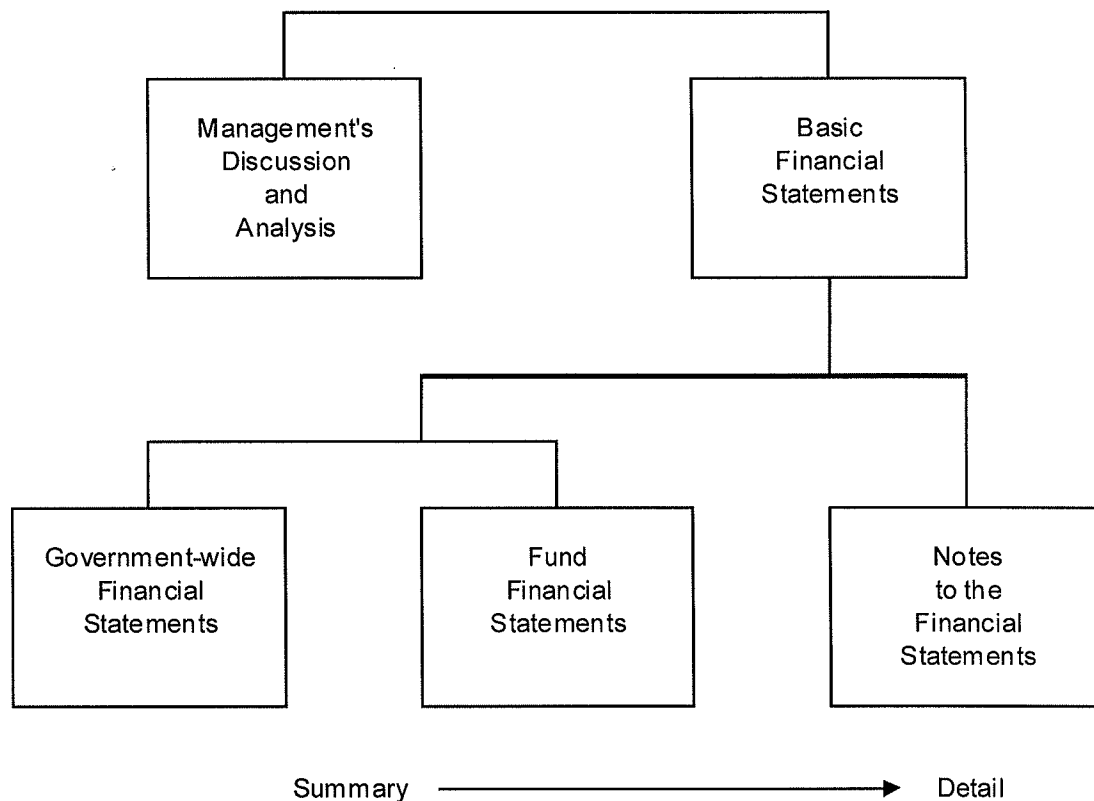 Management's
Discussion
and
Analysis
Basic
Financial
Statements
Government-wide
Financial
Statements
Fund
Financial
Statements
Notes
to the
Financial
Statements
Summary
Detail